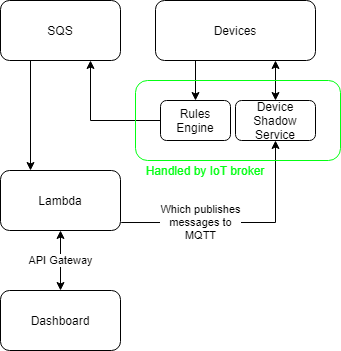 SQS
Devices
Rules
Engine
Device
Shadow
Service
Handled by IoT broker
Lambda
Which publishes
messages to
MQTT
API Gateway
Dashboard